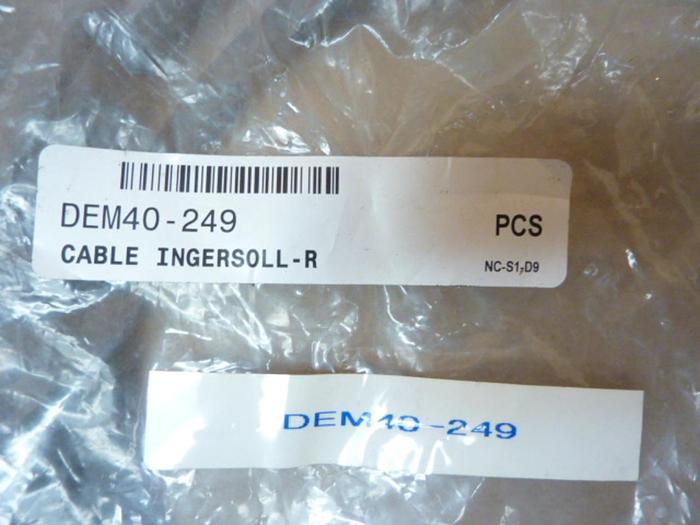 DEM40-249
PCS
CABLE INGERSOLL-R
NC-S1-D9
DEM40-249